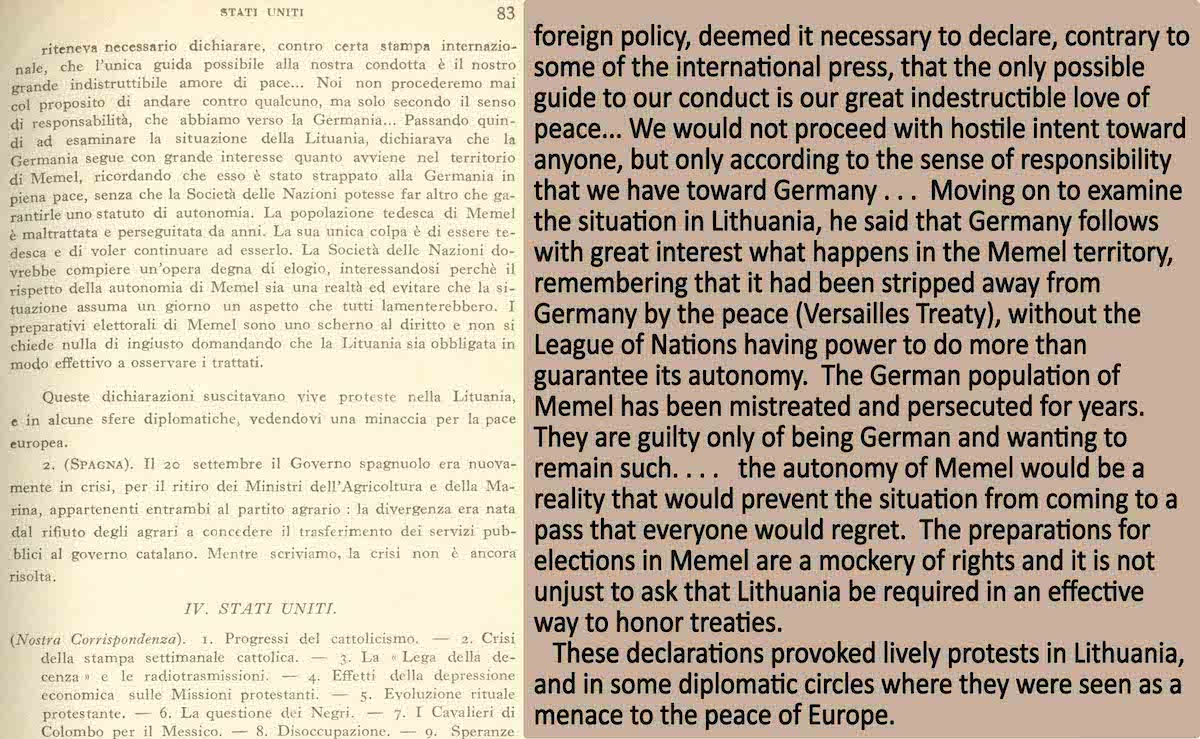 STATI UNITI 83
riteneva necessario dichiarare, contro certa stampa internazio-
nale, che l'unica guida possibile alla nostra condotta è il nostro
grande indistruttibile amore di pace... Noi non procederemo mai
col proposito di andare contro qualcuno, ma solo secondo il senso
di responsabilità, che abbiamo verso la Germania... Passando quin-
di ad esaminare la situazione della Lituania, dichiarava che la
Germania segue con grande interesse quanto avviene nel territorio
di Memel, ricordando che esso è stato strappato alla Germania in
piena pace, senza che la Società delle Nazioni potesse far altro che ga-
rantirle uno statuto di autonomia. La popolazione tedesca di Memel
è maltrattata e perseguitata da anni. La sua unica colpa è di essere te-
desca e di voler continuare ad esserlo. La Società delle Nazioni do-
vrebbe compiere un'opera degna di elogio, interessandosi perchè il
rispetto della autonomia di Memel sia una realtà ed evitare che la si-
tuazione assuma un giorno un aspetto che tutti lamenterebbero. I
preparativi elettorali di Memel sono uno scherno al diritto e non si
chiede nulla di ingiusto domandando che la Lituania sia obbligata in
modo effettivo a osservare i trattati.
Queste dichiarazioni suscitavano vive proteste nella Lituania,
e in alcune sfere diplomatiche, vedendovi una minaccia per la pace
europea.
2. (SPAGNA). Il 20 settembre il Governo spagnuolo era nuova-
mente in crisi, per il ritiro dei Ministri dell'Agricoltura e della Ma-
rina, appartenenti entrambi al partito agrario : la divergenza era nata
dal rifiuto degli agrari a concedere il trasferimento dei servizi pub-
blici al governo catalano. Mentre scriviamo, la crisi non è ancora
risolta.
IV. STATI UNITI.
(Nostra Corrispondenza). 1. Progressi del cattolicismo. — 2. Crisi
della stampa settimanale cattolica. — 3. La « Lega della de-
cenza » e le radiotrasmissioni. — 4. Effetti della depressione
economica sulle Missioni protestanti. — 5. Evoluzione rituale
protestante. — 6. La questione dei Negri. — 7. I Cavalieri di
Colombo per il Messico. — 8. Disoccupazione. — 9. Speranze
foreign policy, deemed it necessary to declare, contrary to
some of the international press, that the only possible
guide to our conduct is our great indestructible love of
peace... We would not proceed with hostile intent toward
anyone, but only according to the sense of responsibility
that we have toward Germany . . . Moving on to examine
the situation in Lithuania, he said that Germany follows
with great interest what happens in the Memel territory,
remembering that it had been stripped away from
Germany by the peace (Versailles Treaty), without the
League of Nations having power to do more than
guarantee its autonomy. The German population of
Memel has been mistreated and persecuted for years.
They are guilty only of being German and wanting to
remain such. . . . the autonomy of Memel would be a
reality that would prevent the situation from coming to a
pass that everyone would regret. The preparations for
elections in Memel are a mockery of rights and it is not
unjust to ask that Lithuania be required in an effective
way to honor treaties.
These declarations provoked lively protests in Lithuania,
and in some diplomatic circles where they were seen as a
menace to the peace of Europe.